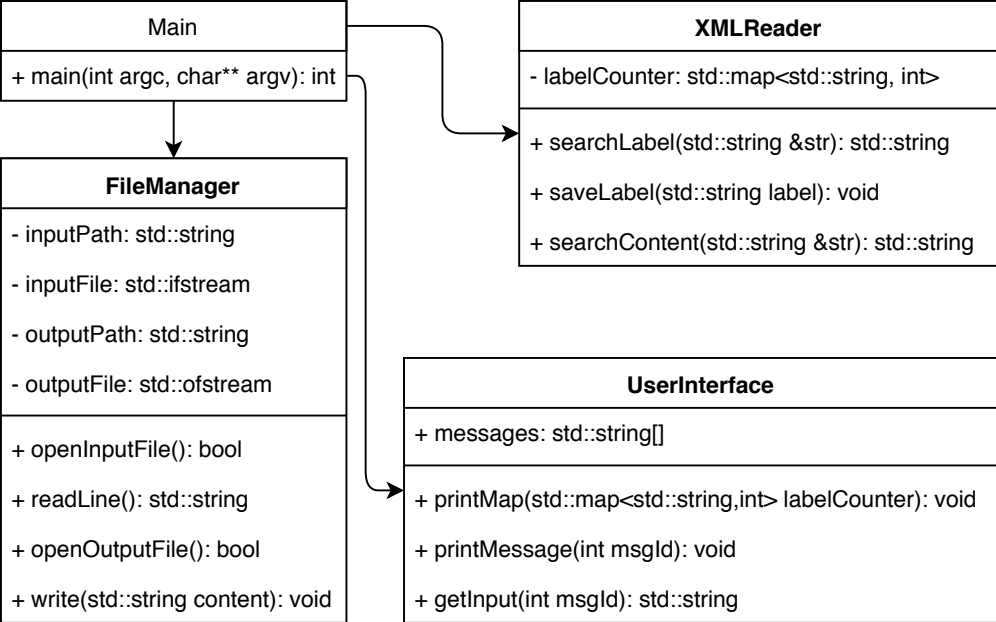 Main
+ main(int argc, char** argv): int
XMLReader
- labelCounter: std::map<std::string, int>
+ searchLabel(std::string &str): std::string
+ saveLabel(std::string label): void
+ searchContent(std::string &str): std::string
FileManager
- inputPath: std::string
- inputFile: std::ifstream
- outputPath: std::string
- outputFile: std::ofstream
+ openInputFile(): bool
+ readLine(): std::string
+ openOutputFile(): bool
+ write(std::string content): void
UserInterface
+ messages: std::string[]
+ printMap(std::map<std::string,int> labelCounter): void
+ printMessage(int msgId): void
+ getInput(int msgId): std::string